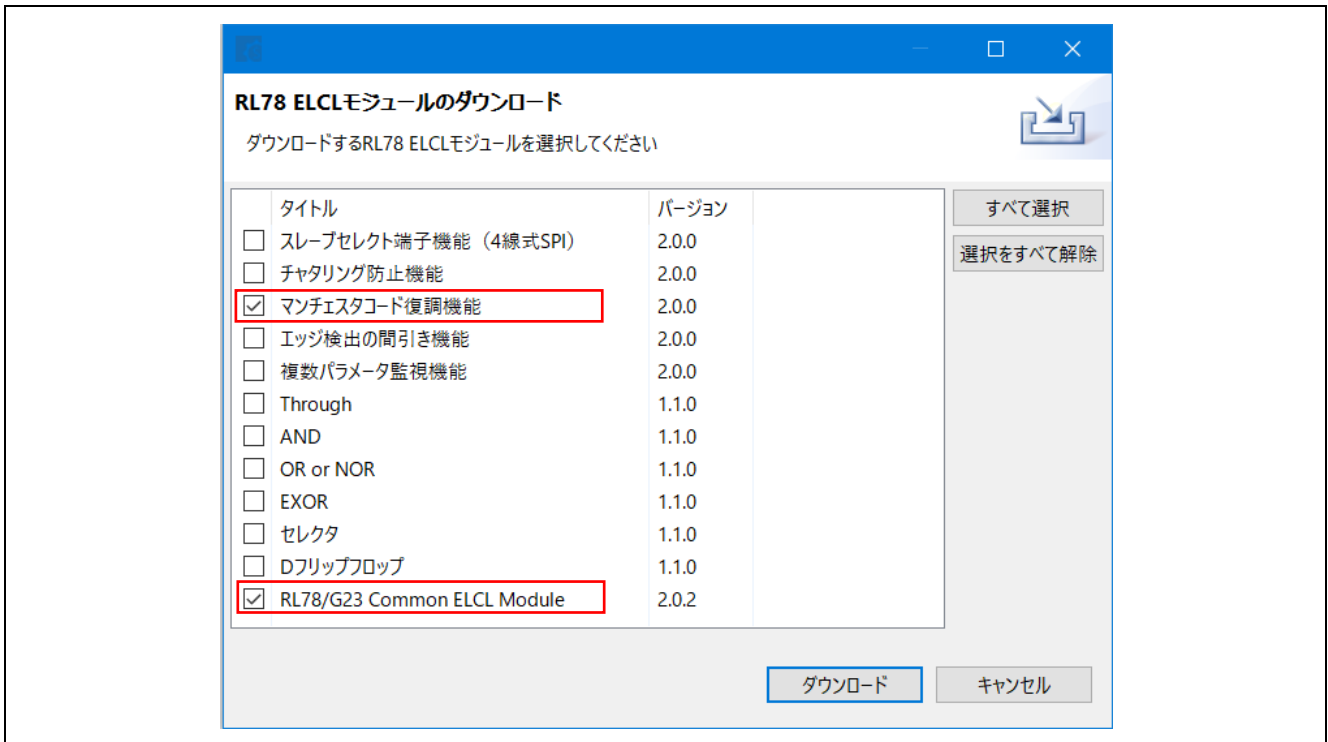 RL78 ELCLモジュールのダウンロード
ダウンロードするRL78 ELCLモジュールを選択してください
タイトル バージョン
スレーブセレクト端子機能（4線式SPI） 2.0.0
チャタリング防止機能 2.0.0
マンチェスタコード復調機能 2.0.0
エッジ検出の間引き機能 2.0.0
複数パラメータ監視機能 2.0.0
Through 1.1.0
AND 1.1.0
OR or NOR 1.1.0
EXOR 1.1.0
セレクタ 1.1.0
Dフリップフロップ 1.1.0
RL78/G23 Common ELCL Module 2.0.2
すべて選択
選択をすべて解除
ダウンロード キャンセル